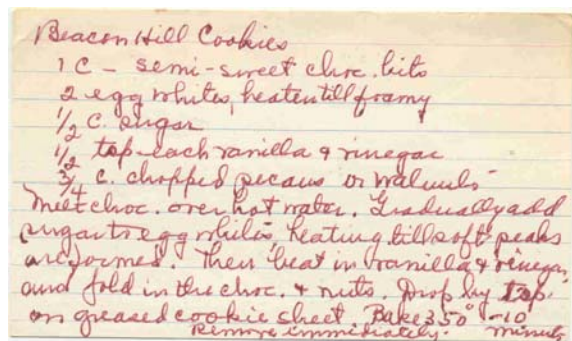 Beacon Hill Cookies
1 C - semi-sweet choc. bits
2 egg whites, beaten till foamy
1/2 c. sugar
1/2 tsp each vanilla & vinegar
3/4 c. chopped pecans or walnuts
Melt choc. over hot water. Gradually add
sugar to egg whites, beating till soft peaks
are formed. Then beat in vanilla & vinegar,
and fold in the choc. & nuts. Drop by tsp.
on greased cookie sheet. Bake 350° - 10
Remove immediately. minutes